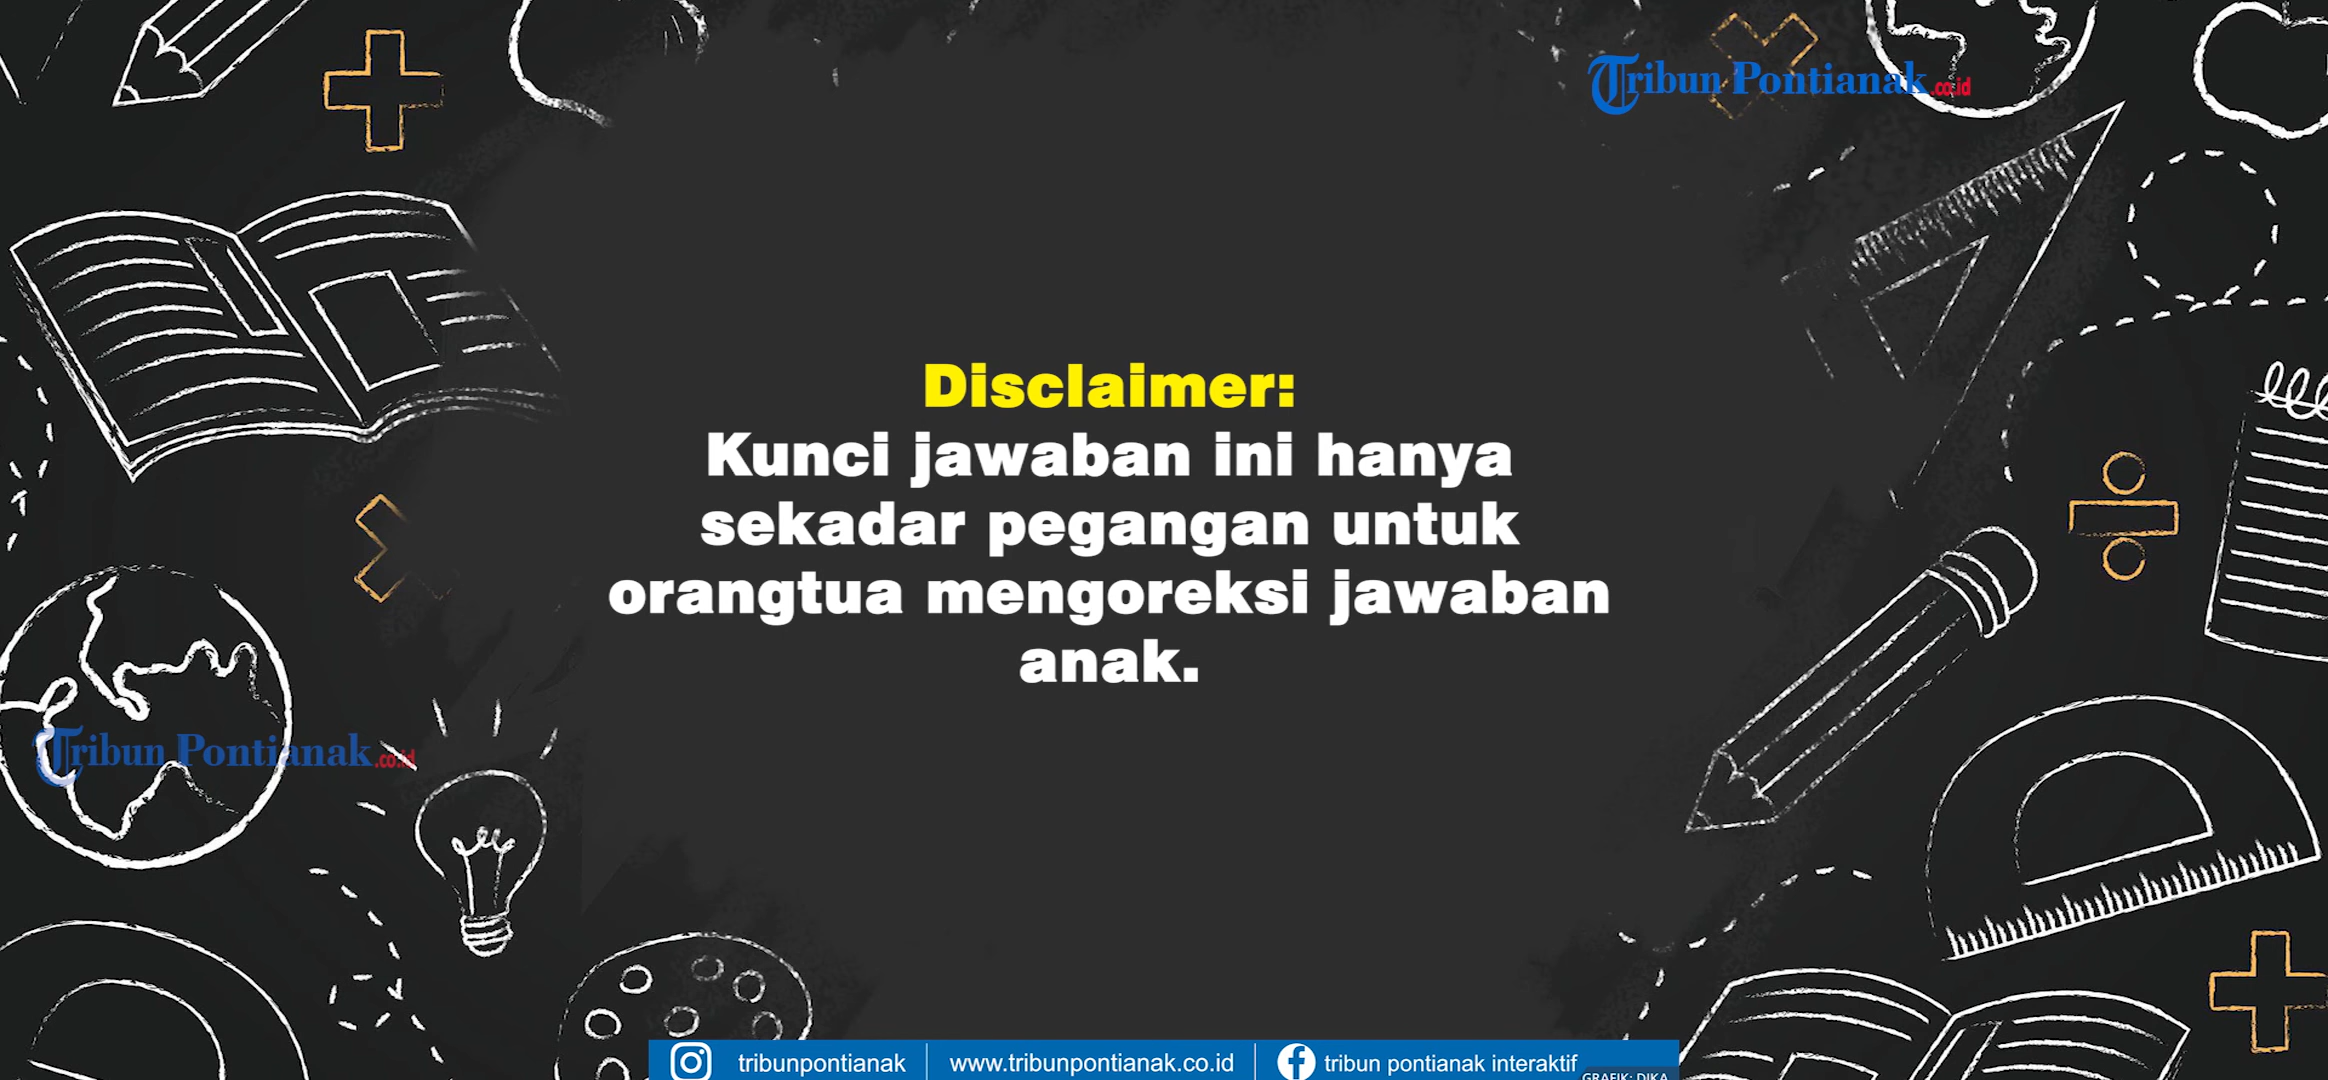 Tribun Pontianak.co.id
Disclaimer:
Kunci jawaban ini hanya
sekadar pegangan untuk
orangtua mengoreksi jawaban
anak.
Tribun Pontianak.co.id
tribunpontianak
www.tribunpontianak.co.id
tribun pontianak interaktif
GRAFIK: DIKA